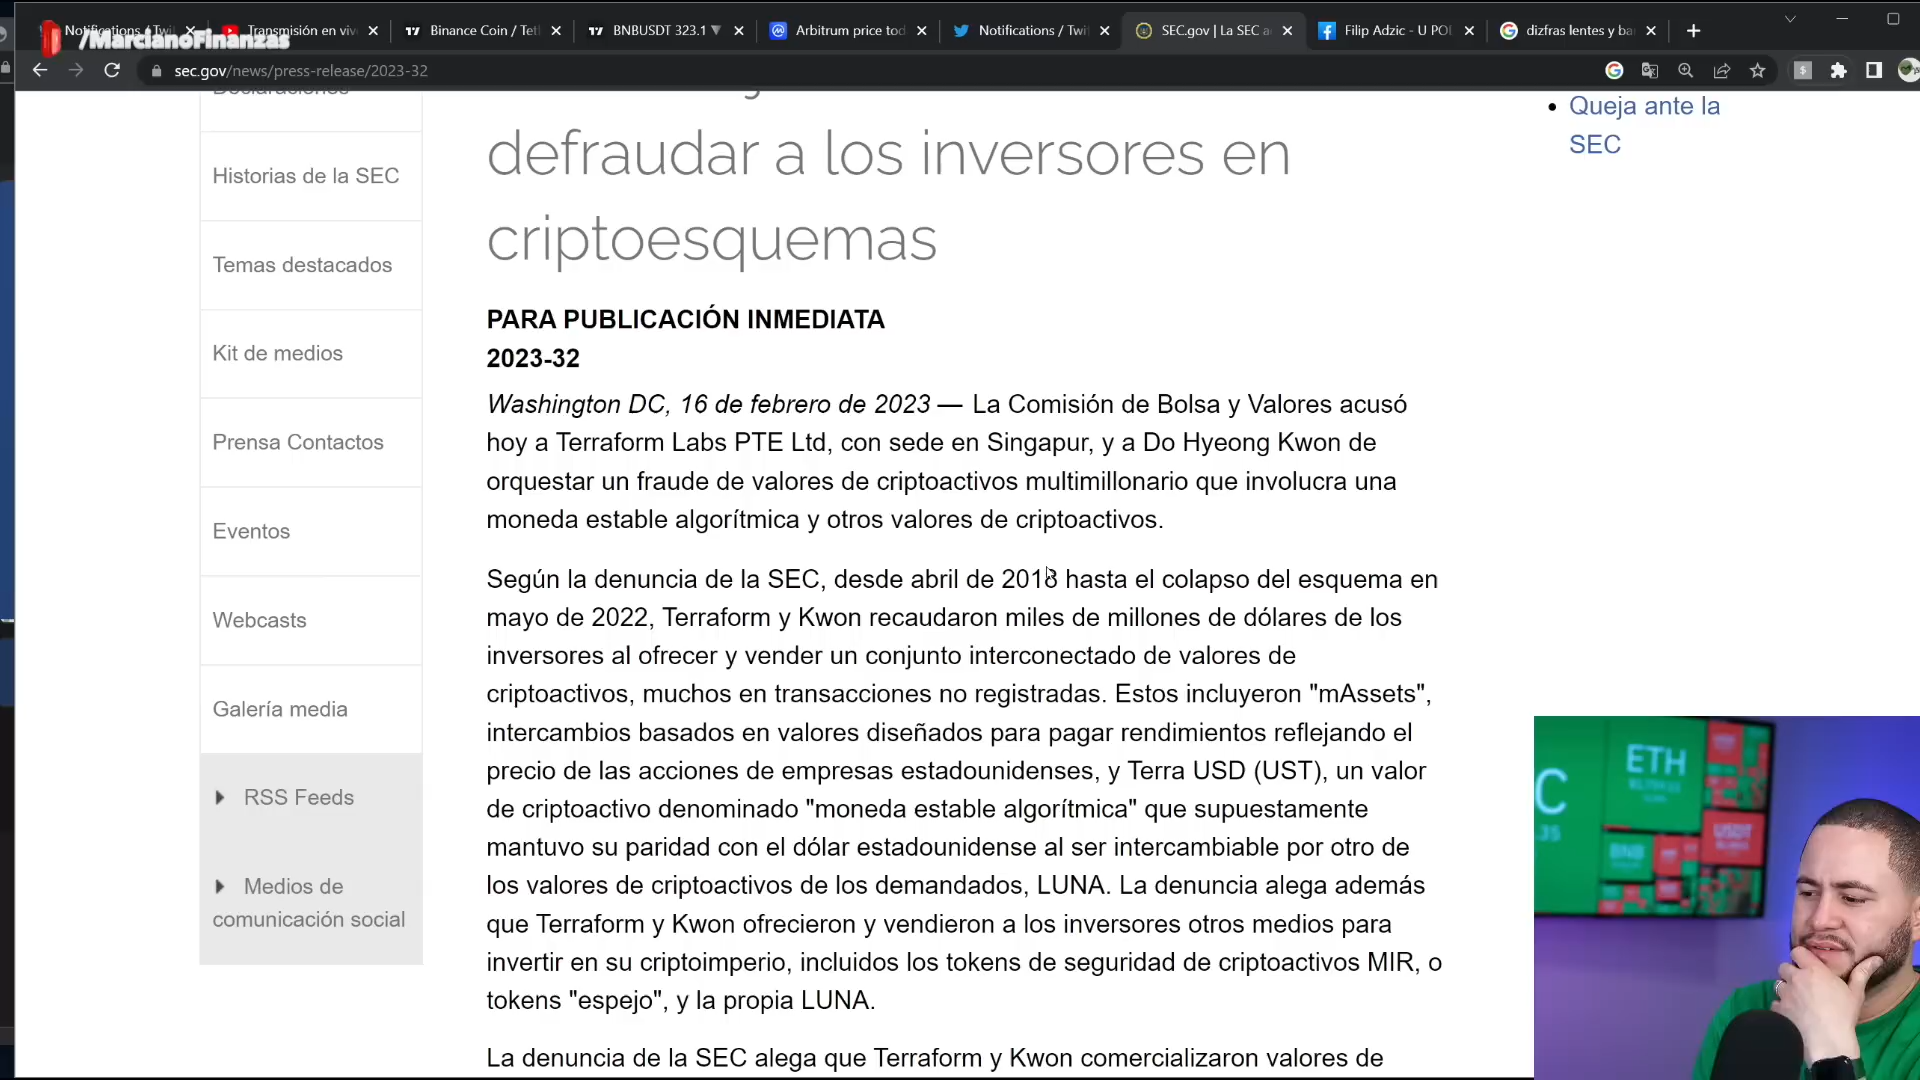 Notifications / Twi
Transmisión en viv
Binance Coin / Tet
BNBUSDT 323.1 ▼
Arbitrum price tod
Notifications / Twit
SEC.gov | La SEC a
Filip Adzic - U POI
dizfras lentes y ba
/MarcianoFinanzas
sec.gov/news/press-release/2023-32
Declaraciones
Historias de la SEC
Temas destacados
Kit de medios
Prensa Contactos
Eventos
Webcasts
Galería media
RSS Feeds
Medios de
comunicación social
defraudar a los inversores en
criptoesquemas
PARA PUBLICACIÓN INMEDIATA
2023-32
Washington DC, 16 de febrero de 2023 — La Comisión de Bolsa y Valores acusó
hoy a Terraform Labs PTE Ltd, con sede en Singapur, y a Do Hyeong Kwon de
orquestar un fraude de valores de criptoactivos multimillonario que involucra una
moneda estable algorítmica y otros valores de criptoactivos.
Según la denuncia de la SEC, desde abril de 2018 hasta el colapso del esquema en
mayo de 2022, Terraform y Kwon recaudaron miles de millones de dólares de los
inversores al ofrecer y vender un conjunto interconectado de valores de
criptoactivos, muchos en transacciones no registradas. Estos incluyeron "mAssets",
intercambios basados en valores diseñados para pagar rendimientos reflejando el
precio de las acciones de empresas estadounidenses, y Terra USD (UST), un valor
de criptoactivo denominado "moneda estable algorítmica" que supuestamente
mantuvo su paridad con el dólar estadounidense al ser intercambiable por otro de
los valores de criptoactivos de los demandados, LUNA. La denuncia alega además
que Terraform y Kwon ofrecieron y vendieron a los inversores otros medios para
invertir en su criptoimperio, incluidos los tokens de seguridad de criptoactivos MIR, o
tokens "espejo", y la propia LUNA.
La denuncia de la SEC alega que Terraform y Kwon comercializaron valores de
Queja ante la
SEC
ETH
C
35
USDT
BNB